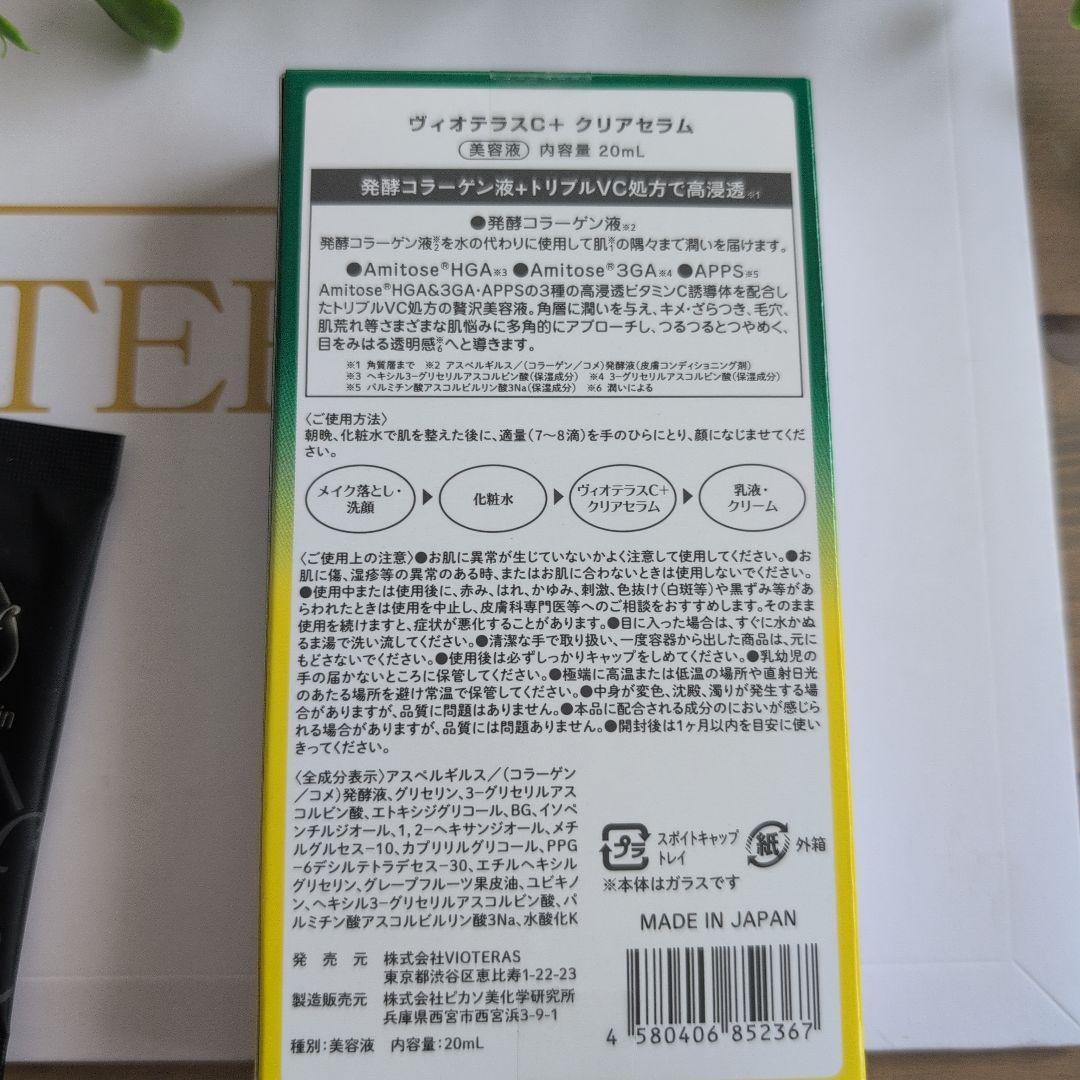 ヴィオテラスC+ クリアセラム
美容液 内容量 20mL
発酵コラーゲン液+トリプルVC処方で高浸透※1
●発酵コラーゲン液※2
発酵コラーゲン液※2を水の代わりに使用して肌※1の隅々まで潤いを届けます。
●Amitose®HGA※3 ●Amitose®3GA※4 ●APPS※5
Amitose®HGA&3GA・APPSの3種の高浸透ビタミンC誘導体を配合し
たトリプルVC処方の贅沢美容液。角層に潤いを与え、キメ・ざらつき、毛穴、
肌荒れ等さまざまな肌悩みに多角的にアプローチし、つるつるとつやめく、
目をみはる透明感※6へと導きます。
※1 角質層まで ※2 アスペルギルス/(コラーゲン/コメ)発酵液(皮膚コンディショニング剤)
※3 ヘキシル3-グリセリルアスコルビン酸(保湿成分) ※4 3-グリセリルアスコルビン酸(保湿成分)
※5 パルミチン酸アスコルビルリン酸3Na(保湿成分) ※6 潤いによる
〈ご使用方法〉
朝晩、化粧水で肌を整えた後に、適量(7〜8滴)を手のひらにとり、顔になじませてくだ
さい。
メイク落とし・
洗顔
化粧水
ヴィオテラスC+
クリアセラム
乳液・
クリーム
〈ご使用上の注意〉●お肌に異常が生じていないかよく注意して使用してください。●お
肌に傷、湿疹等の異常のある時、またはお肌に合わないときは使用しないでください。
●使用中または使用後に、赤み、はれ、かゆみ、刺激、色抜け(白斑等)や黒ずみ等があ
らわれたときは使用を中止し、皮膚科専門医等へのご相談をおすすめします。そのまま
使用を続けますと、症状が悪化することがあります。●目に入った場合は、すぐに水かぬ
るま湯で洗い流してください。●清潔な手で取り扱い、一度容器から出した商品は、元に
もどさないでください。●使用後は必ずしっかりキャップをしめてください。●乳幼児の
手の届かないところに保管してください。●極端に高温または低温の場所や直射日光
のあたる場所を避け常温で保管してください。●中身が変色、沈殿、濁りが発生する場
合がありますが、品質に問題はありません。●本品に配合される成分のにおいが感じら
れる場合がありますが、品質には問題ありません。●開封後は1ヶ月以内を目安に使い
きってください。
〈全成分表示〉アスペルギルス/(コラーゲン
/コメ)発酵液、グリセリン、3-グリセリルアス
コルビン酸、エトキシジグリコール、BG、イソペ
ンチルジオール、1,2-ヘキサンジオール、メチ
ルグルセス-10、カプリリルグリコール、PPG
-6デシルテトラデセス-30、エチルヘキシル
グリセリン、グレープフルーツ果皮油、ユビキノ
ン、ヘキシル3-グリセリルアスコルビン酸、パ
ルミチン酸アスコルビルリン酸3Na、水酸化K
プラ
スポイトキャップ
トレイ
紙
外箱
※本体はガラスです
MADE IN JAPAN
発売元 株式会社VIOTERAS
東京都渋谷区恵比寿1-22-23
製造販売元 株式会社ピカソ美化学研究所
兵庫県西宮市西宮浜3-9-1
種別:美容液 内容量:20mL
4 580406 852367
TER
in